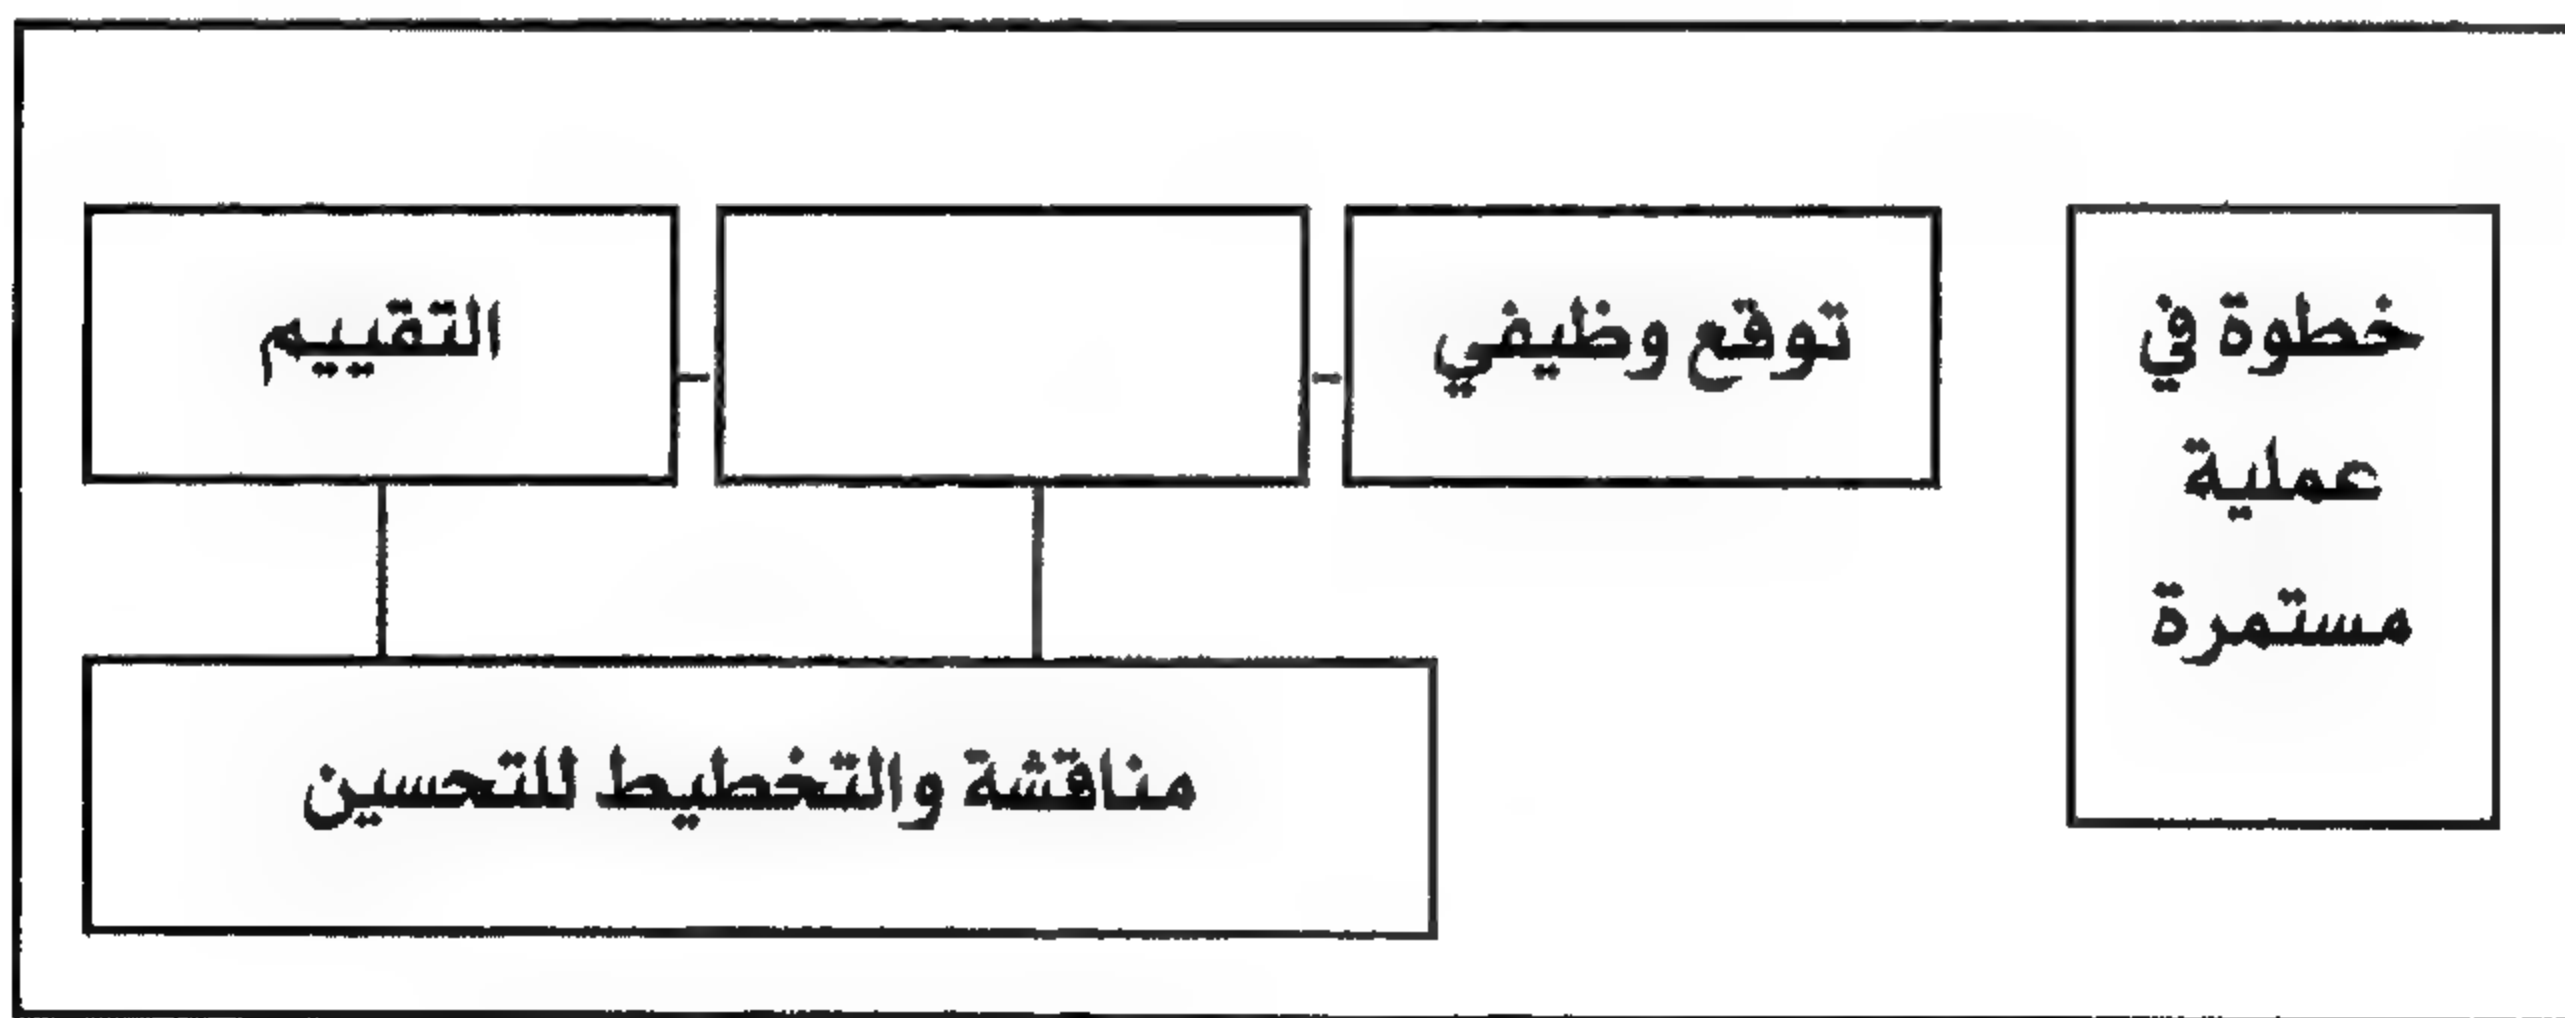 خطوة في
عملية
مستمرة
توقع وظيفي
التقييم
مناقشة والتخطيط للتحسين